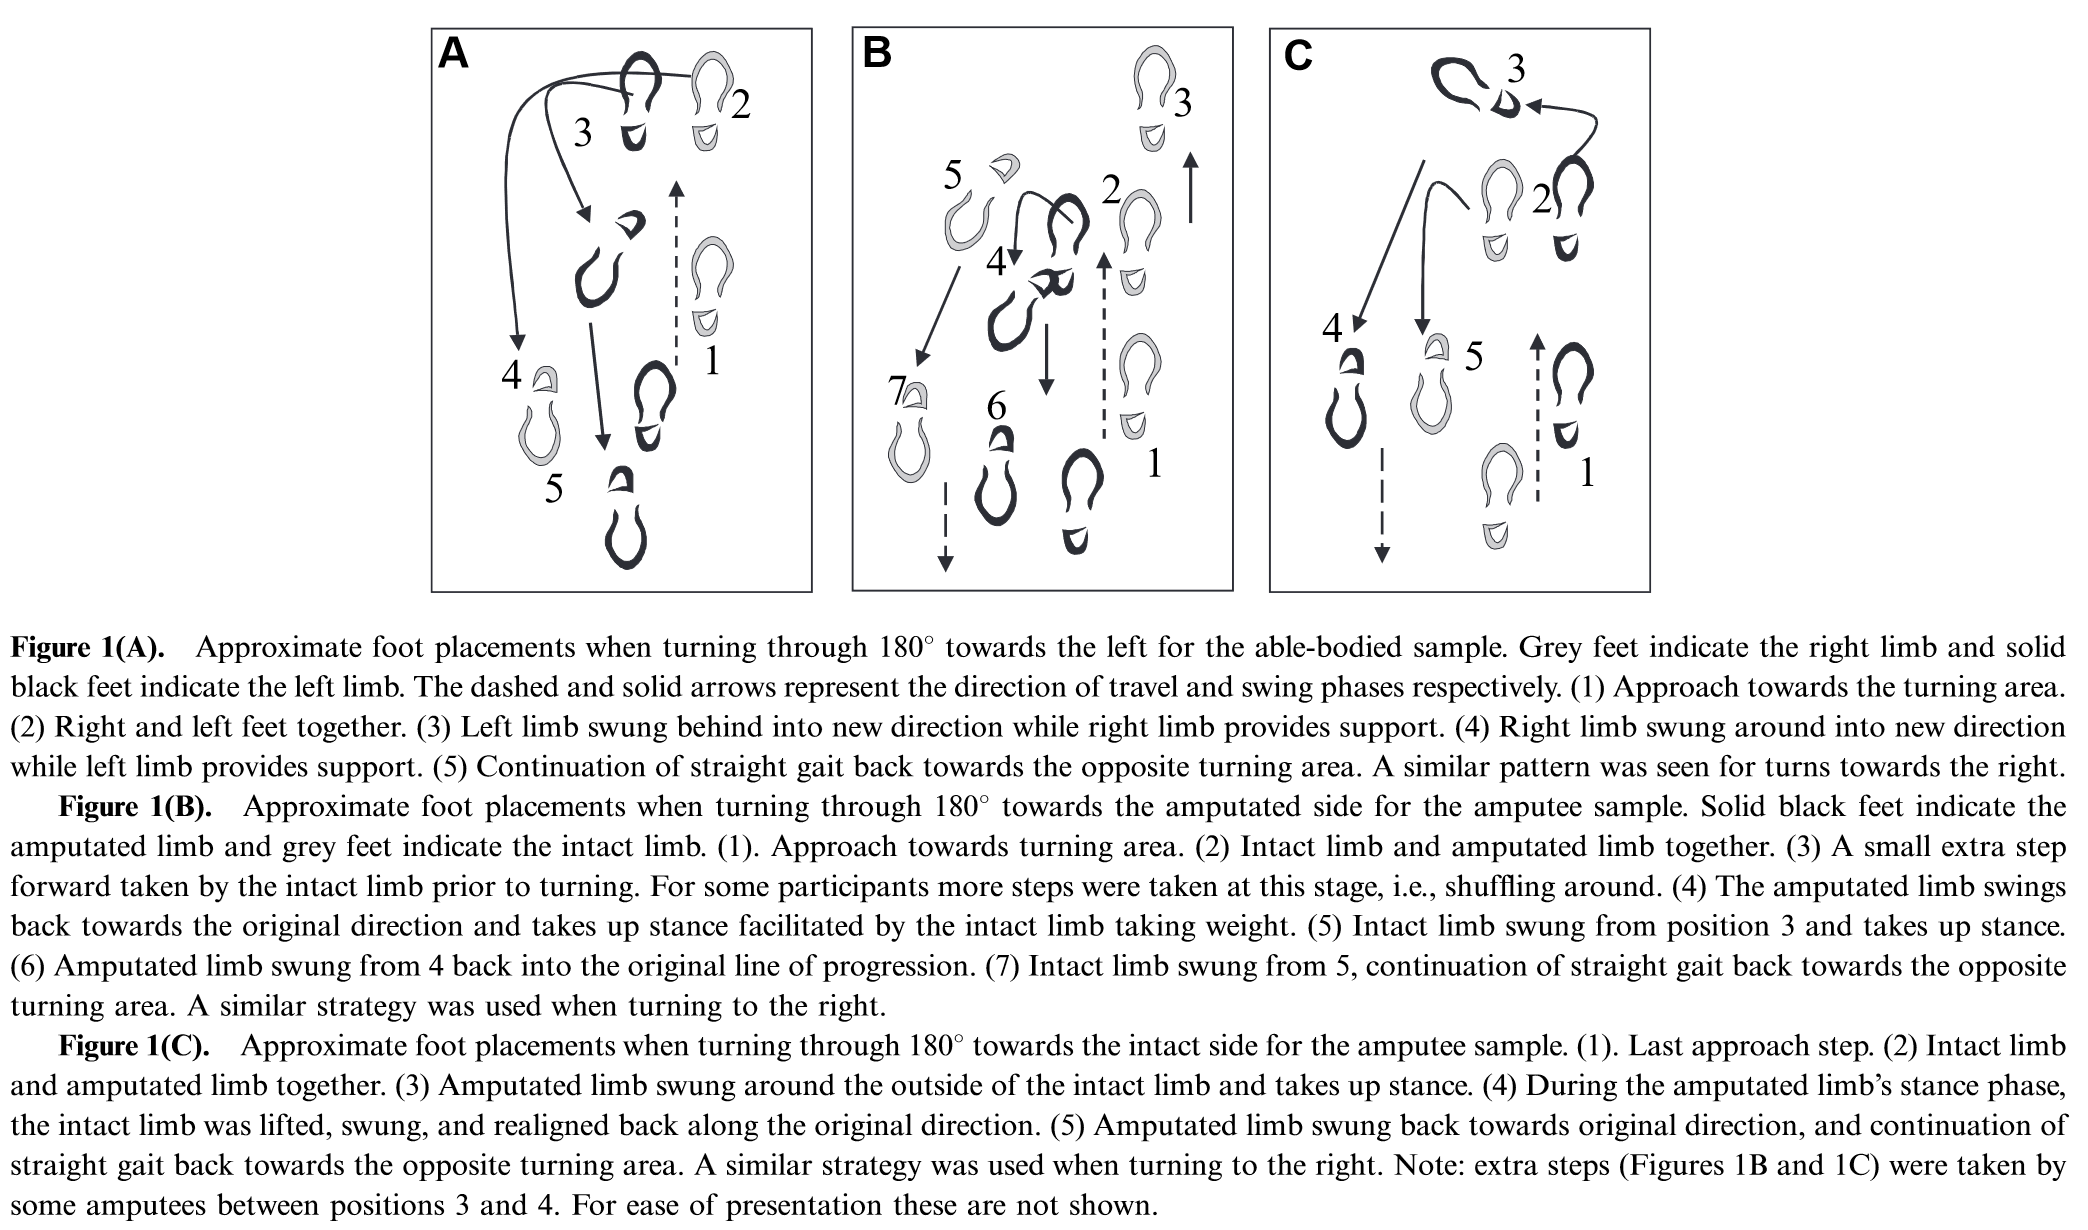 A
3
2
4
1
5
B
3
5
2
4
7
6
1
C
3
2
4
5
1
Figure 1(A). Approximate foot placements when turning through 180° towards the left for the able-bodied sample. Grey feet indicate the right limb and solid
black feet indicate the left limb. The dashed and solid arrows represent the direction of travel and swing phases respectively. (1) Approach towards the turning area.
(2) Right and left feet together. (3) Left limb swung behind into new direction while right limb provides support. (4) Right limb swung around into new direction
while left limb provides support. (5) Continuation of straight gait back towards the opposite turning area. A similar pattern was seen for turns towards the right.
Figure 1(B). Approximate foot placements when turning through 180° towards the amputated side for the amputee sample. Solid black feet indicate the
amputated limb and grey feet indicate the intact limb. (1). Approach towards turning area. (2) Intact limb and amputated limb together. (3) A small extra step
forward taken by the intact limb prior to turning. For some participants more steps were taken at this stage, i.e., shuffling around. (4) The amputated limb swings
back towards the original direction and takes up stance facilitated by the intact limb taking weight. (5) Intact limb swung from position 3 and takes up stance.
(6) Amputated limb swung from 4 back into the original line of progression. (7) Intact limb swung from 5, continuation of straight gait back towards the opposite
turning area. A similar strategy was used when turning to the right.
Figure 1(C). Approximate foot placements when turning through 180° towards the intact side for the amputee sample. (1). Last approach step. (2) Intact limb
and amputated limb together. (3) Amputated limb swung around the outside of the intact limb and takes up stance. (4) During the amputated limb's stance phase,
the intact limb was lifted, swung, and realigned back along the original direction. (5) Amputated limb swung back towards original direction, and continuation of
straight gait back towards the opposite turning area. A similar strategy was used when turning to the right. Note: extra steps (Figures 1B and 1C) were taken by
some amputees between positions 3 and 4. For ease of presentation these are not shown.